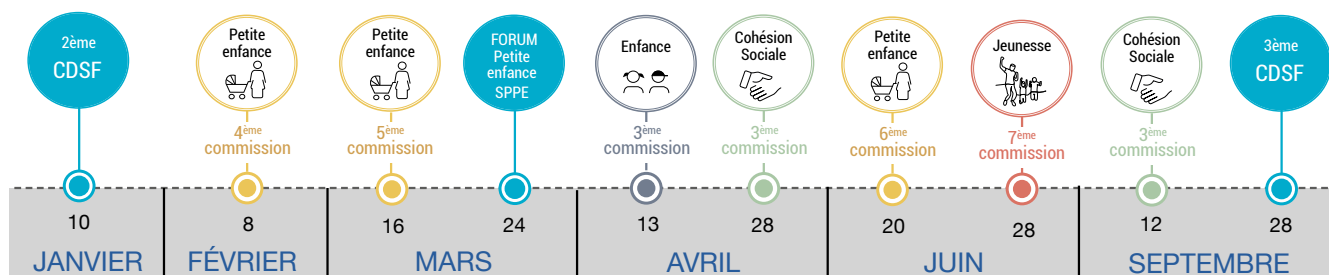 2ème
CDSF
Petite
enfance
4ème
commission
Petite
enfance
5ème
commission
FORUM
Petite
enfance
SPPE
Enfance
3ème
commission
Cohésion
Sociale
3ème
commission
Petite
enfance
6ème
commission
Jeunesse
7ème
commission
Cohésion
Sociale
3ème
commission
3ème
CDSF
10
8
16
24
13
28
20
28
12
28
JANVIER
FÉVRIER
MARS
AVRIL
JUIN
SEPTEMBRE